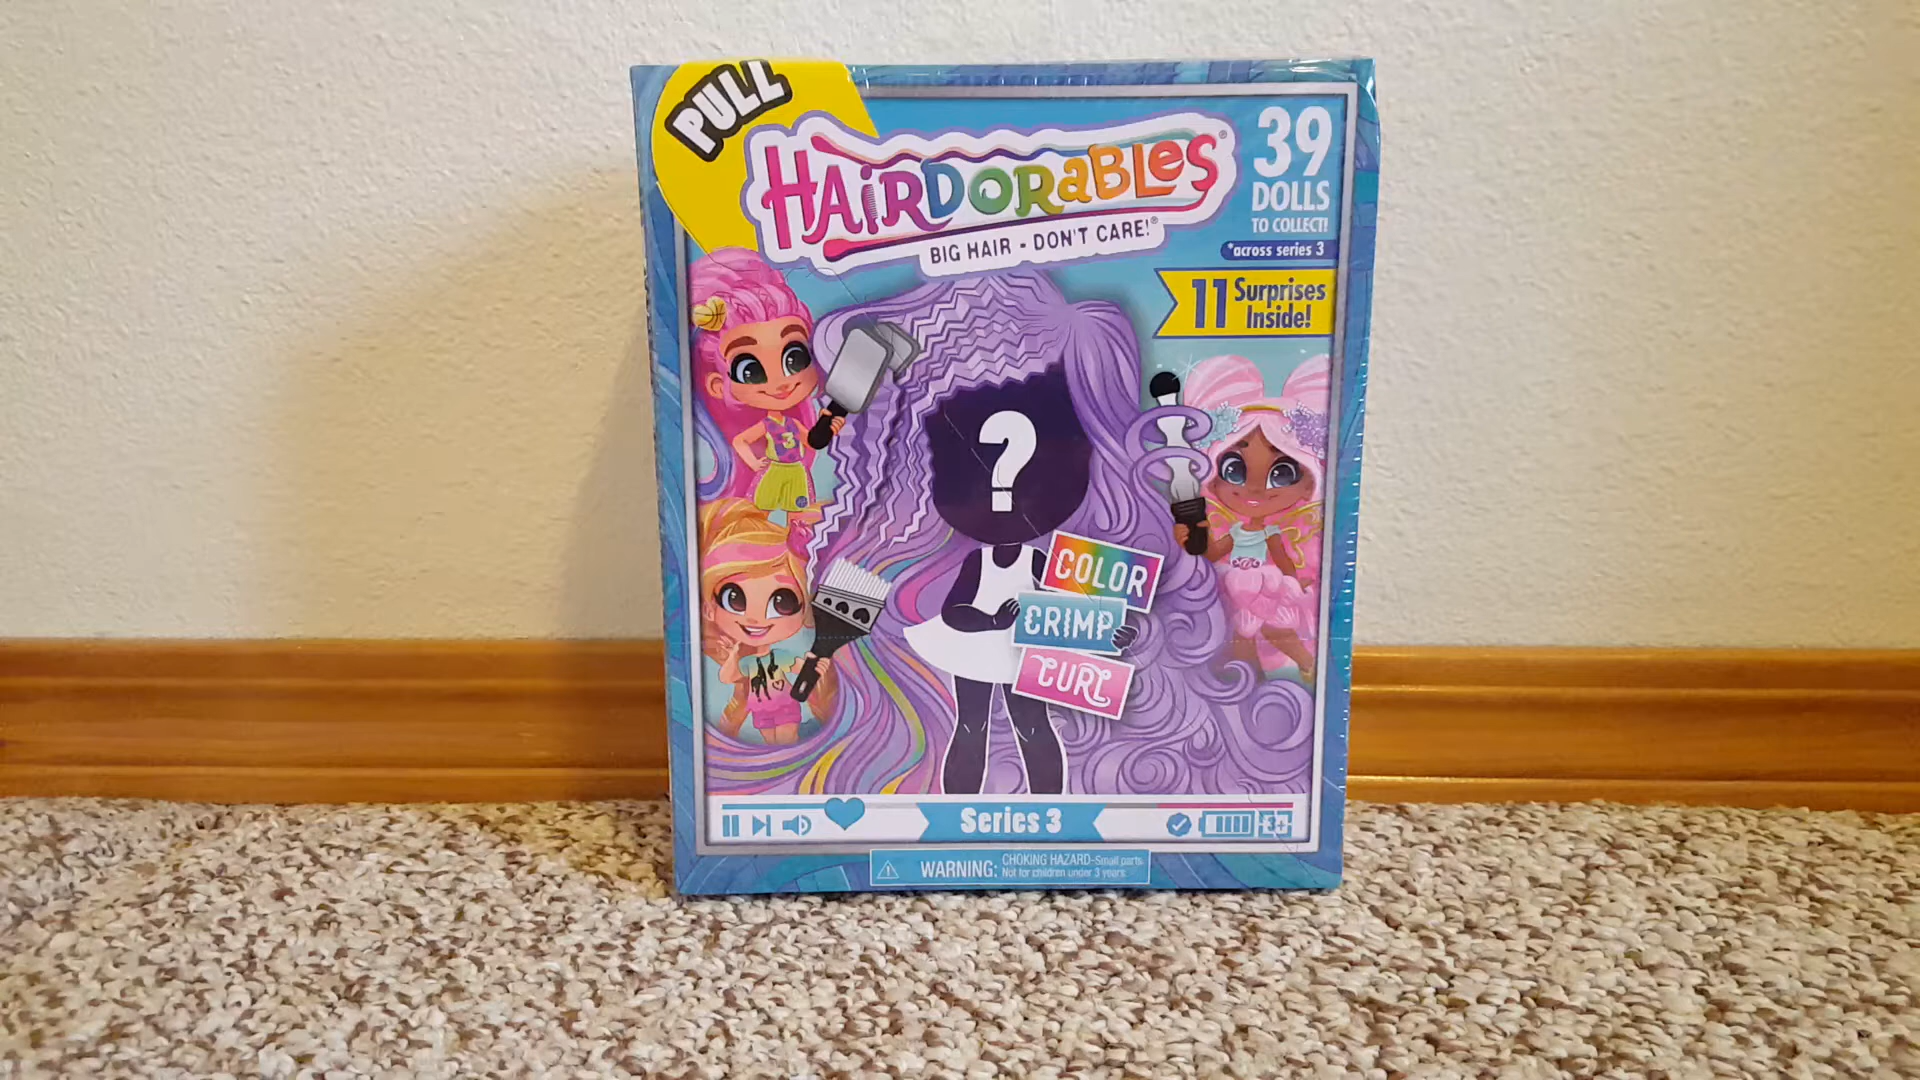 PULL
HAiRDORaBLeS®
BIG HAIR - DON'T CARE!®
39
DOLLS
TO COLLECT!
*across series 3
11 Surprises
Inside!
?
3
COLOR
CRIMP
CURL
Series 3
3+
WARNING: CHOKING HAZARD-Small parts.
Not for children under 3 years.